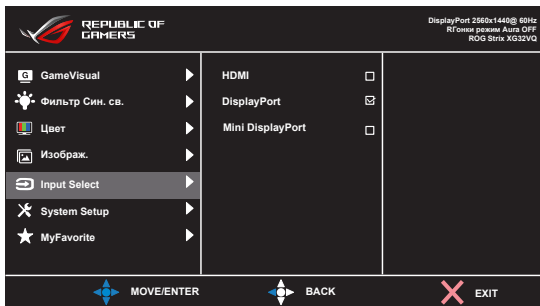 REPUBLIC OF
GAMERS
DisplayPort 2560x1440@ 60Hz
RГонки режим Aura OFF
ROG Strix XG32VQ
G GameVisual
Фильтр Син. св.
Цвет
Изображ.
Input Select
System Setup
MyFavorite
HDMI
DisplayPort
Mini DisplayPort
MOVE/ENTER
BACK
EXIT